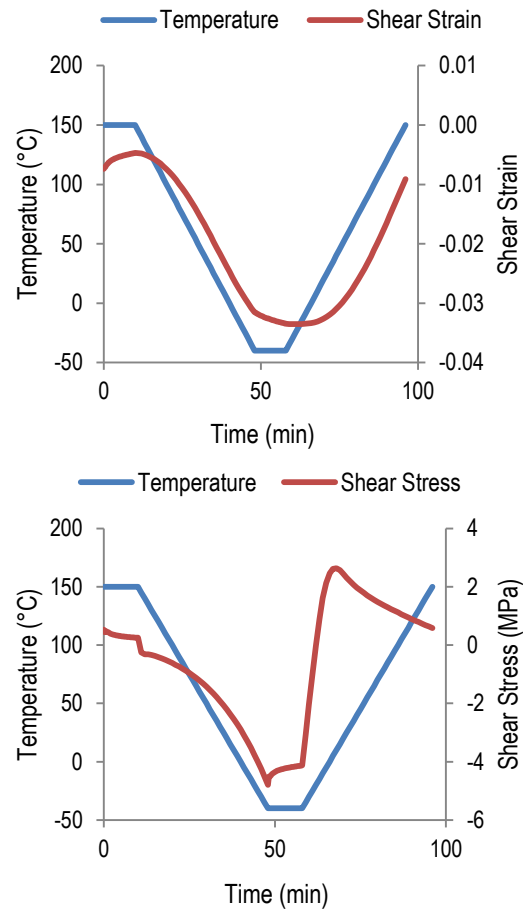 Temperature Shear Strain
200 0.01
150 0.00
100 -0.01
50 -0.02
0 -0.03
-50 -0.04
0 50 100
Temperature (°C)
Shear Strain
Time (min)
Temperature Shear Stress
200 4
150 2
100 0
50 -2
0 -4
-50 -6
0 50 100
Temperature (°C)
Shear Stress (MPa)
Time (min)